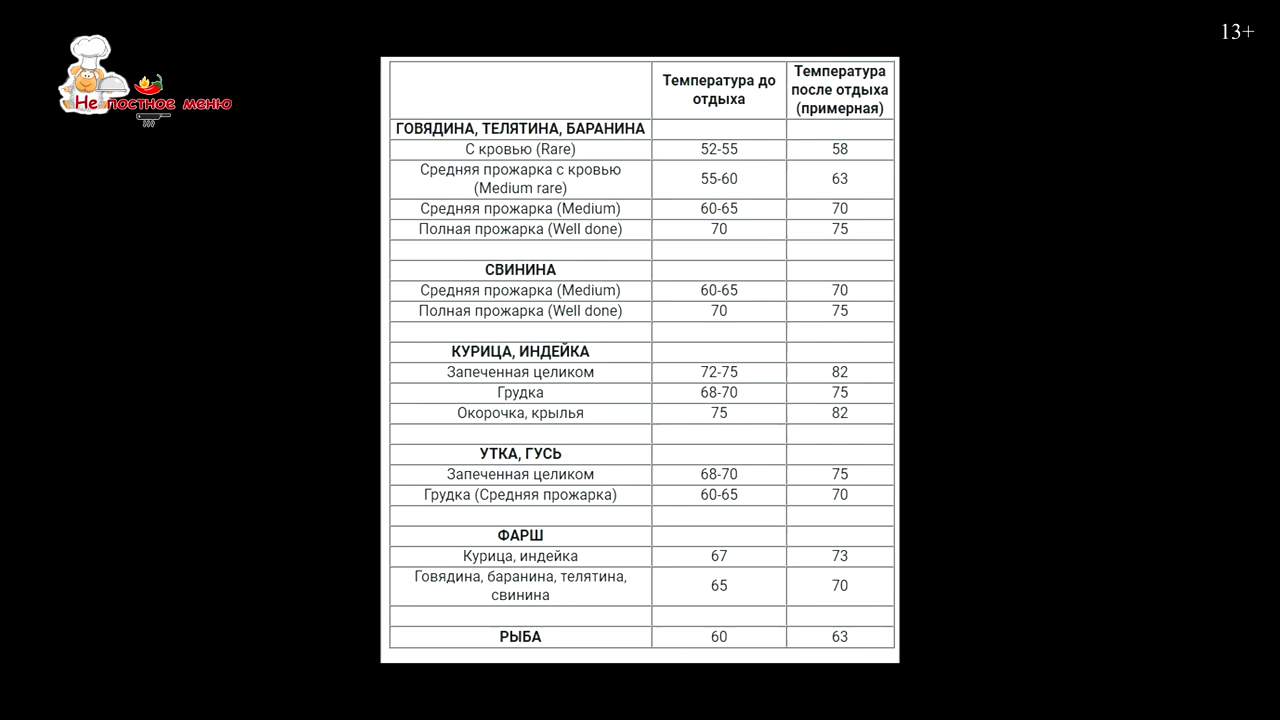 13+
Не постное меню
Температура до отдыха
Температура после отдыха (примерная)
ГОВЯДИНА, ТЕЛЯТИНА, БАРАНИНА
С кровью (Rare) 52-55 58
Средняя прожарка с кровью
(Medium rare) 55-60 63
Средняя прожарка (Medium) 60-65 70
Полная прожарка (Well done) 70 75
СВИНИНА
Средняя прожарка (Medium) 60-65 70
Полная прожарка (Well done) 70 75
КУРИЦА, ИНДЕЙКА
Запеченная целиком 72-75 82
Грудка 68-70 75
Окорочка, крылья 75 82
УТКА, ГУСЬ
Запеченная целиком 68-70 75
Грудка (Средняя прожарка) 60-65 70
ФАРШ
Курица, индейка 67 73
Говядина, баранина, телятина,
свинина 65 70
РЫБА 60 63